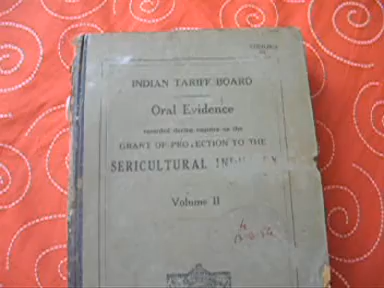 INDIAN TARIFF BOARD
Oral Evidence
recorded during enquiry on the
GRANT OF PROTECTION TO THE
SERICULTURAL
Volume II